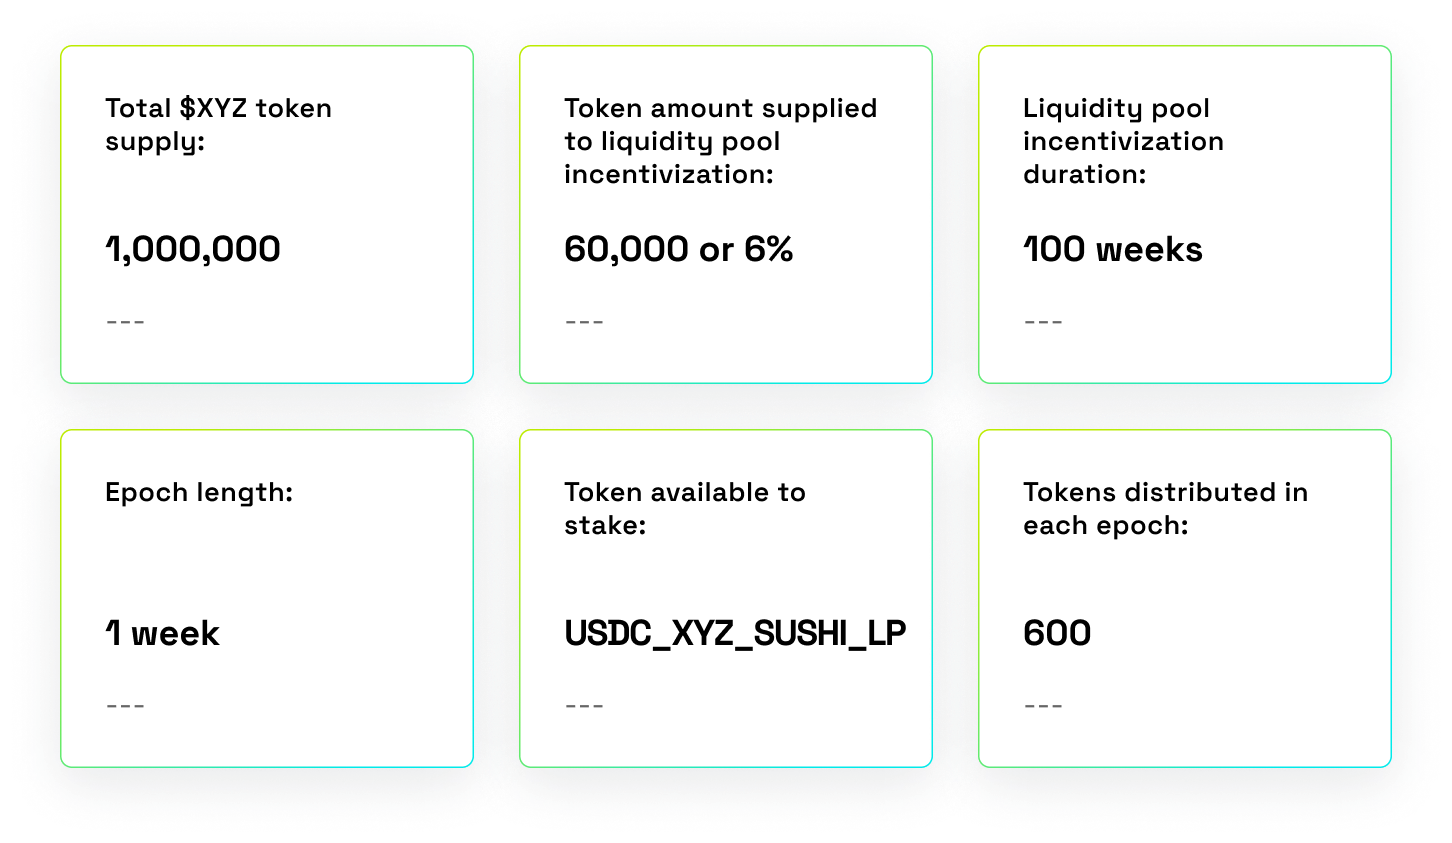 Total $XYZ token
supply:
1,000,000
---
Token amount supplied
to liquidity pool
incentivization:
60,000 or 6%
---
Liquidity pool
incentivization
duration:
100 weeks
---
Epoch length:
1 week
---
Token available to
stake:
USDC_XYZ_SUSHI_LP
---
Tokens distributed in
each epoch:
600
---